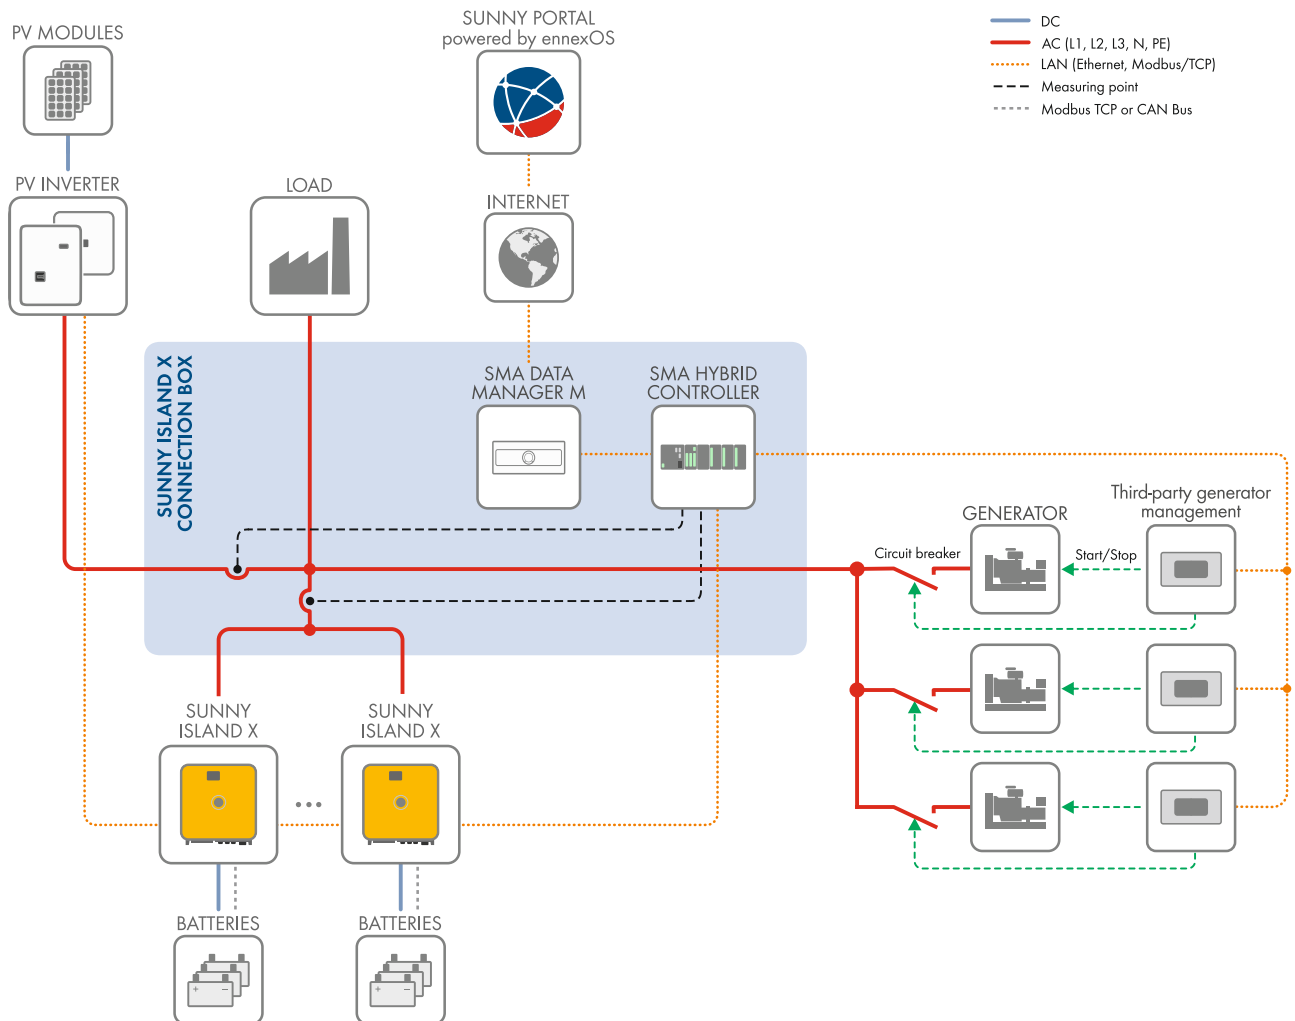 PV MODULES
SUNNY PORTAL
powered by ennexOS
DC
AC (L1, L2, L3, N, PE)
LAN (Ethernet, Modbus/TCP)
Measuring point
Modbus TCP or CAN Bus
PV INVERTER
LOAD
INTERNET
SUNNY ISLAND X
CONNECTION BOX
SMA DATA
MANAGER M
SMA HYBRID
CONTROLLER
GENERATOR
Third-party generator
management
Circuit breaker
Start/Stop
SUNNY
ISLAND X
SUNNY
ISLAND X
BATTERIES
BATTERIES